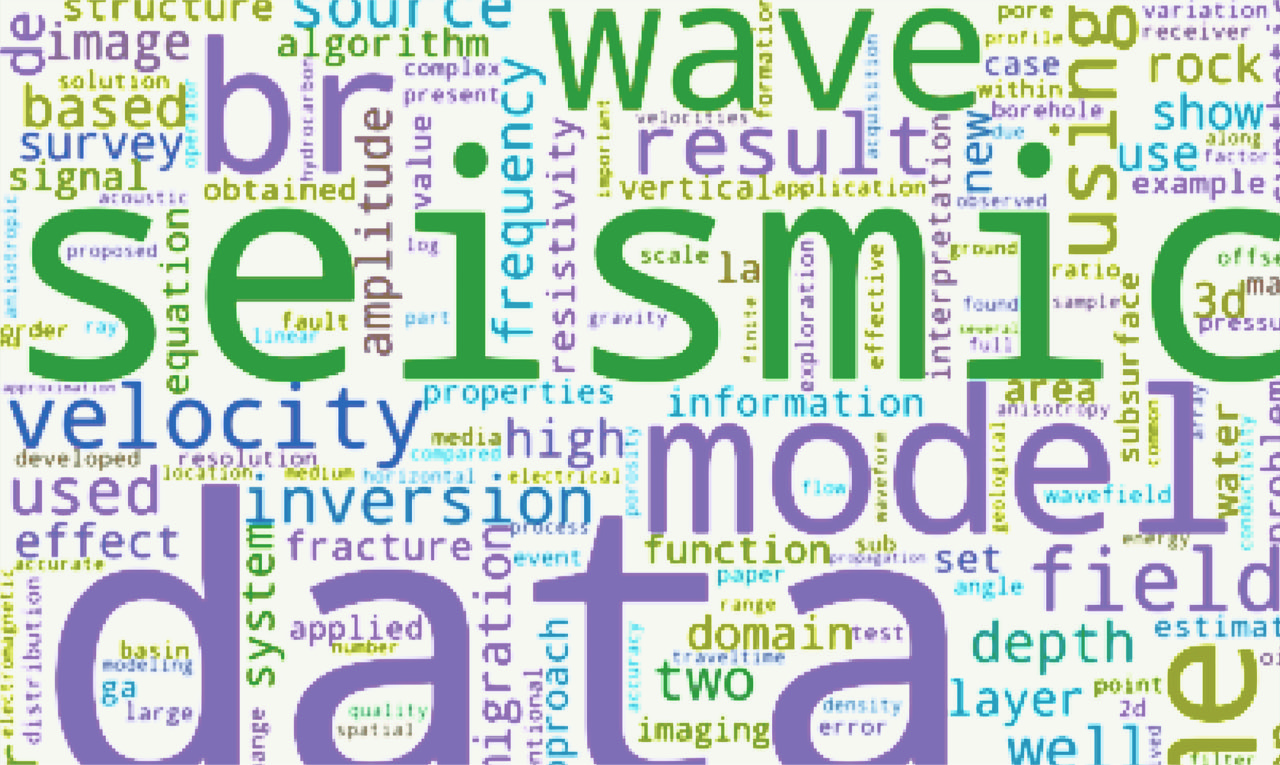 structure
source
wave
pore
variation
de
image
algorithm
formation
profile
using
receiver
solution
br
hydrocarbon
complex
case
rock
based
operator
present
frequency
acquisition
within
borehole
show
survey
amplitude
value
important
velocities
result
new
due
use
along
factor
signal
obtained
resistivity
vertical
application
interpretation
observed
example
acoustic
anisotropic
seismic
proposed
equation
log
scale
la
exploration
effective
ground
ratio
subsurface
offse
3d
ma
order
ray
fault
linear
part
gravity
finite
found
several
full
sample
pressu
approximation
velocity
properties
information
area
anisotropy
array
developed
resolution
media
compared
high
porosity
model
waveform
geological
common
water
conductivity
problem
location
medium
horizontal
electrical
used
inversion
flow
wavefield
effect
fracture
process
function
sub
propagation
set
energy
accurate
system
event
paper
angle
field
electromagnetic
distribution
data
migration
range
basin
modeling
applied
number
approach
accuracy
domain
test
traveltime
depth
estimat
ga
large
quality
spatial
two
imaging
density
error
layer
point
2d
well
filter